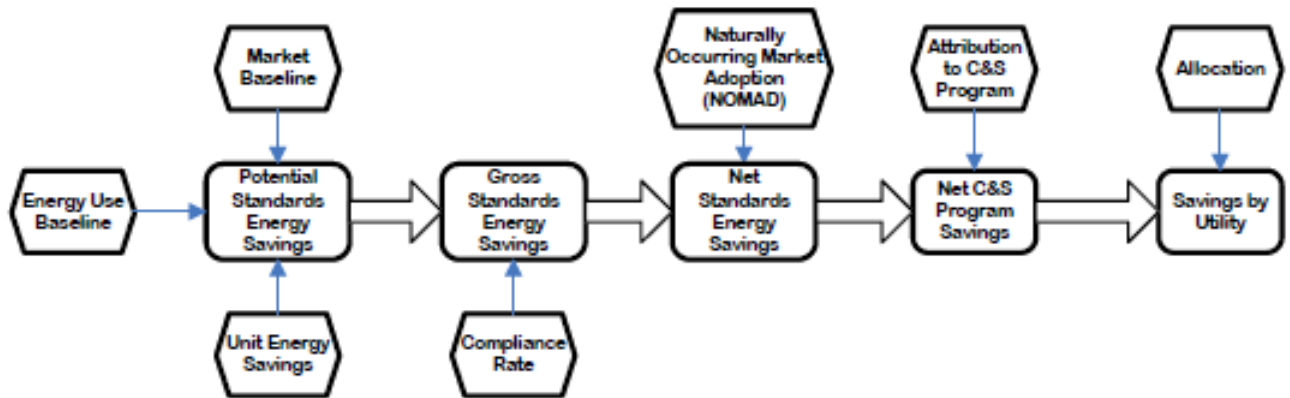 Market
Baseline
Naturally
Occurring Market
Adoption
(NOMAD)
Attribution
to C&S
Program
Allocation
Energy Use
Baseline
Potential
Standards
Energy
Savings
Gross
Standards
Energy
Savings
Net
Standards
Energy
Savings
Net C&S
Program
Savings
Savings by
Utility
Unit Energy
Savings
Compliance
Rate